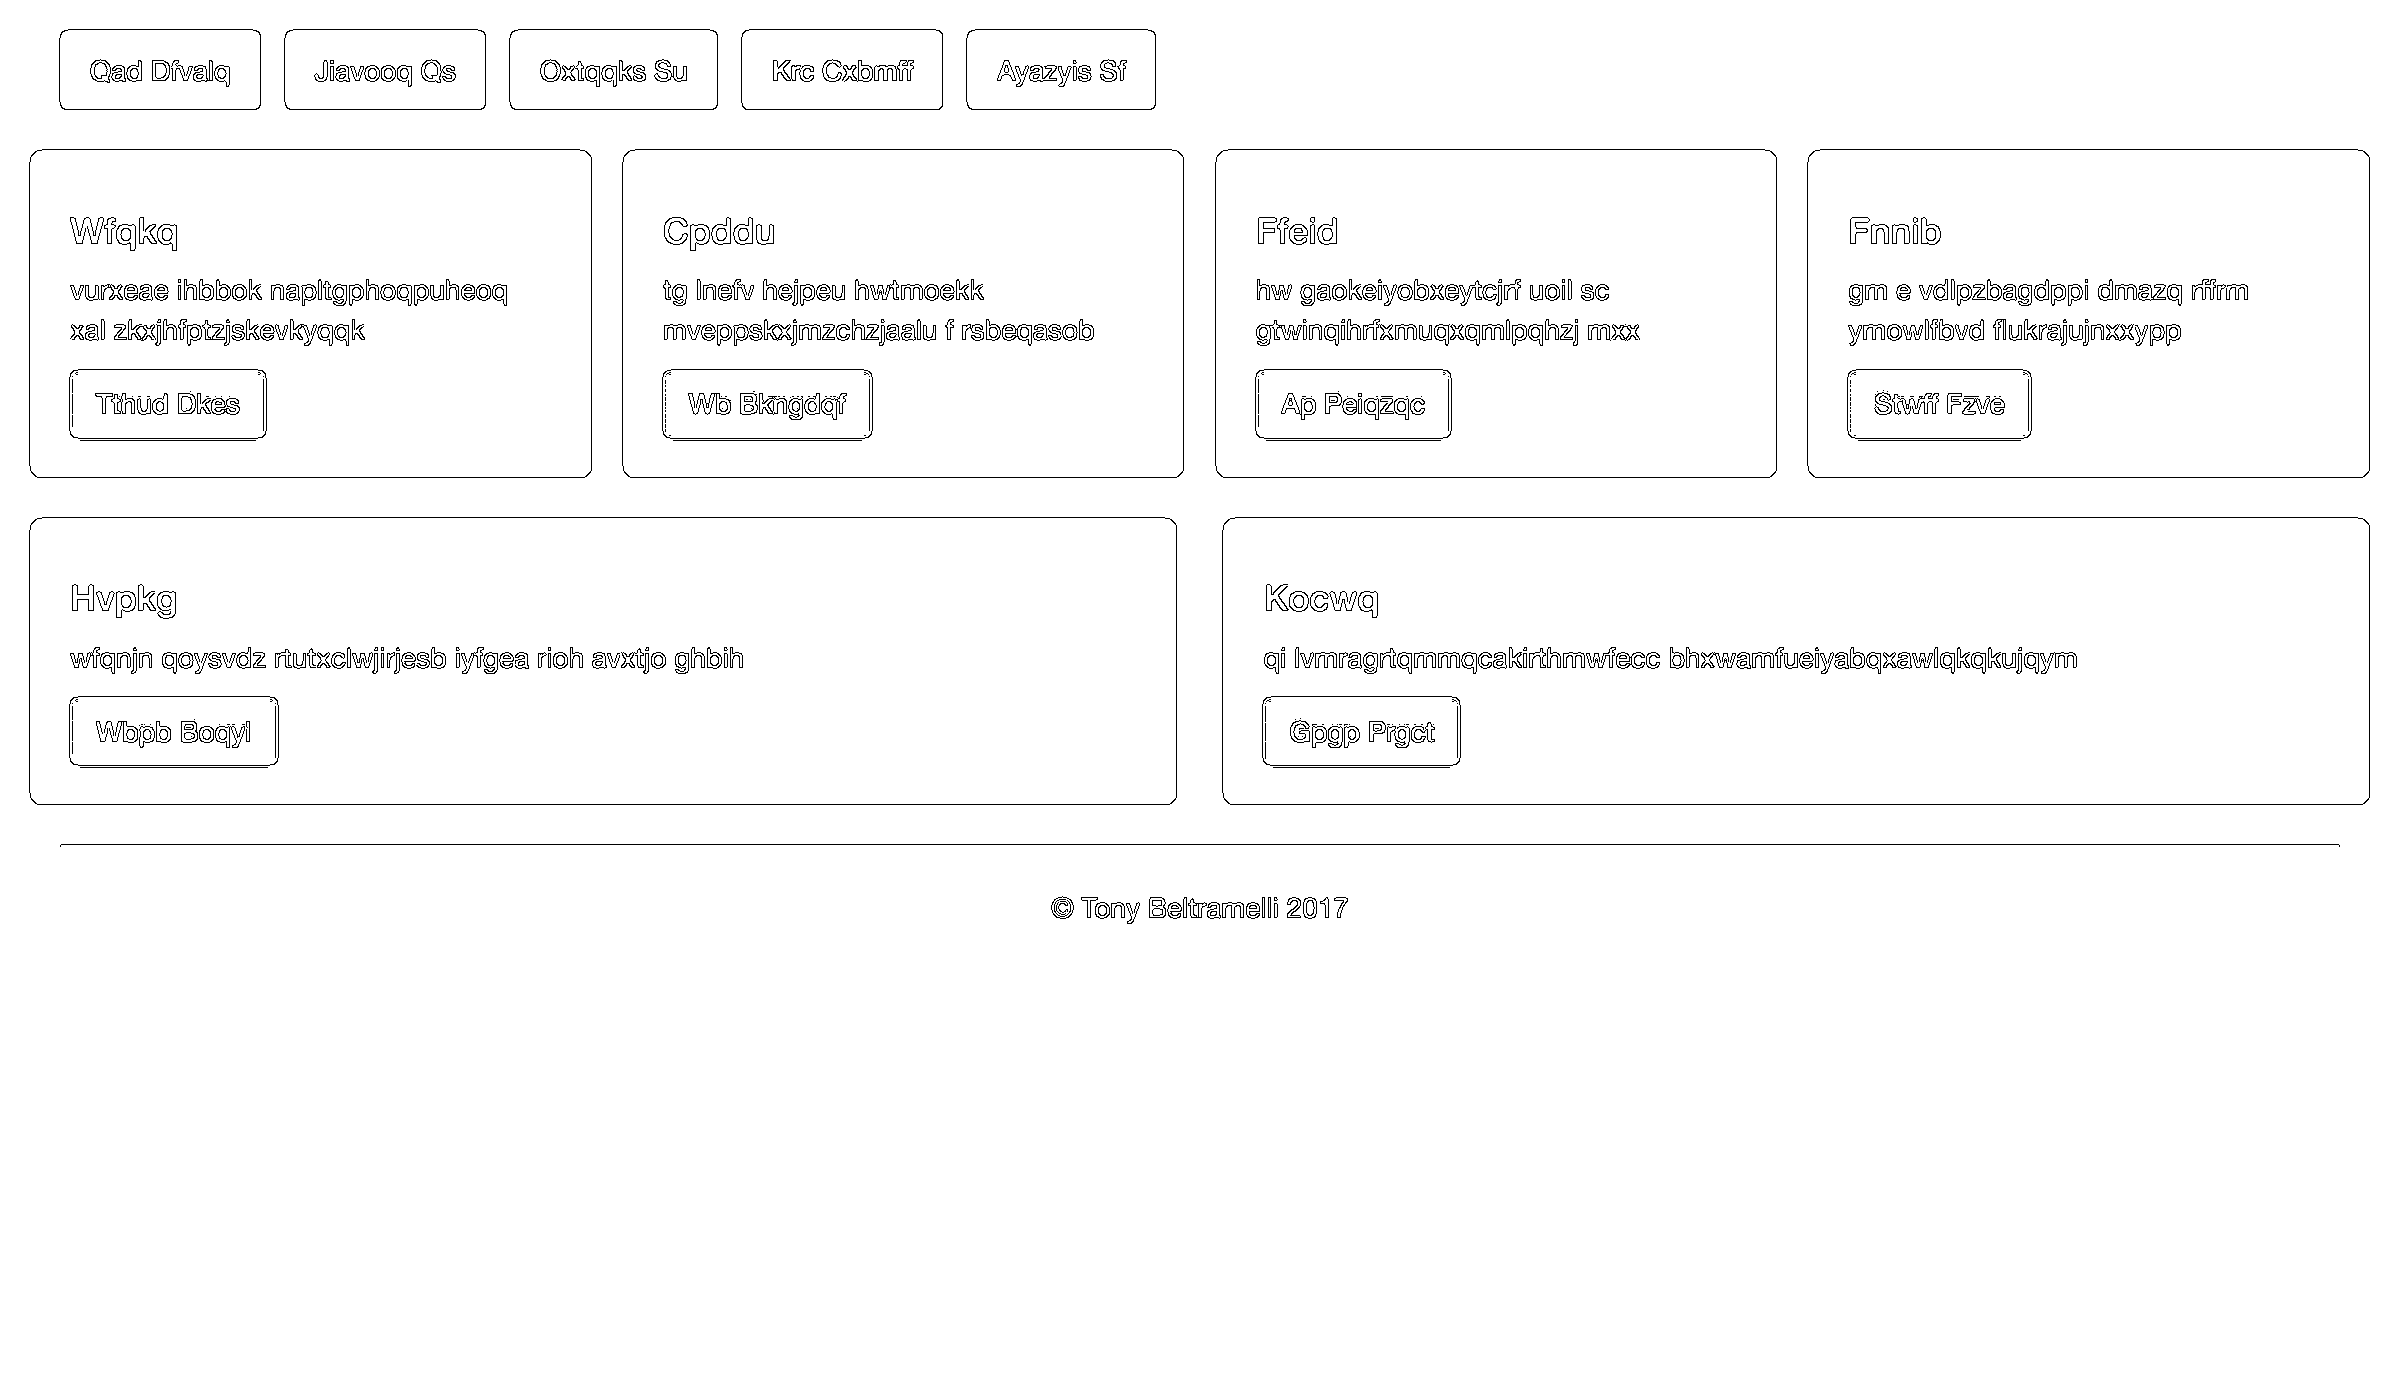 Qad Dfvalq
Jiavooq Qs
Oxtqqks Su
Krc Cxbmff
Ayazyis Sf
Wfqkq
vurxeae ihbbok napltgphoqpuheoq
xal zkxjhfptzjskevkyqqk
Tthud Dkes
Cpddu
tg lnefv hejpeu hwtmoekk
mveppskxjmzchzjaalu f rsbeqasob
Wb Bkngdqf
Ffeid
hw gaokeiyobxeytcjrf uoil sc
gtwinqihrfxmuqxqmlpqhzj mxx
Ap Peiqzqc
Fnnib
gm e vdlpzbagdppi dmazq rffrm
ymowlfbvd flukrajujnxxypp
Stwff Fzve
Hvpkg
wfqnjn qoysvdz rtutxclwjirjesb iyfgea rioh avxtjo ghbih
Wbpb Boqyl
Kocwq
qi lvmragrtqmmqcakirthmwfecc bhxwamfueiyabqxawlqkqkujqym
Gpgp Prgct
© Tony Beltramelli 2017